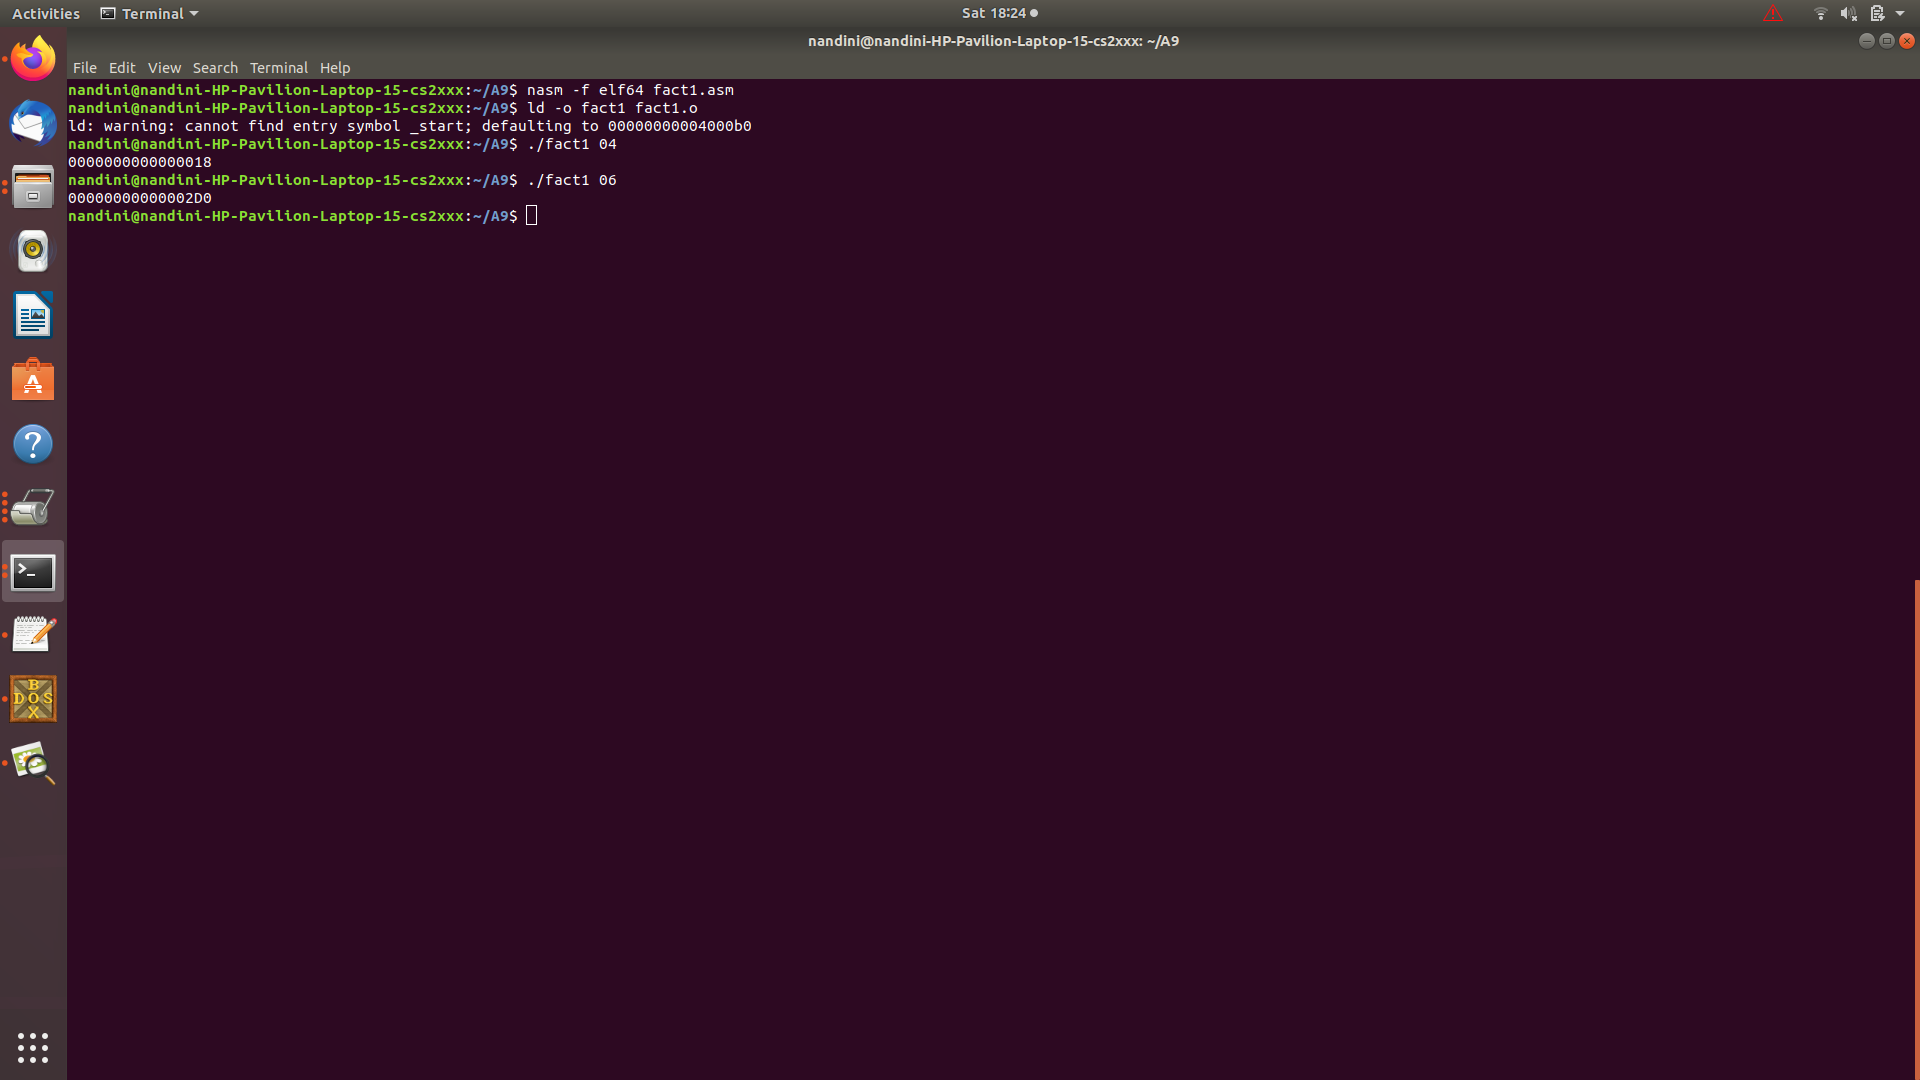 Activities Terminal Sat 18:24
nandini@nandini-HP-Pavilion-Laptop-15-cs2xxx: ~/A9
File Edit View Search Terminal Help
nandini@nandini-HP-Pavilion-Laptop-15-cs2xxx:~/A9$ nasm -f elf64 fact1.asm
nandini@nandini-HP-Pavilion-Laptop-15-cs2xxx:~/A9$ ld -o fact1 fact1.o
ld: warning: cannot find entry symbol _start; defaulting to 00000000004000b0
nandini@nandini-HP-Pavilion-Laptop-15-cs2xxx:~/A9$ ./fact1 04
0000000000000018
nandini@nandini-HP-Pavilion-Laptop-15-cs2xxx:~/A9$ ./fact1 06
00000000000002D0
nandini@nandini-HP-Pavilion-Laptop-15-cs2xxx:~/A9$